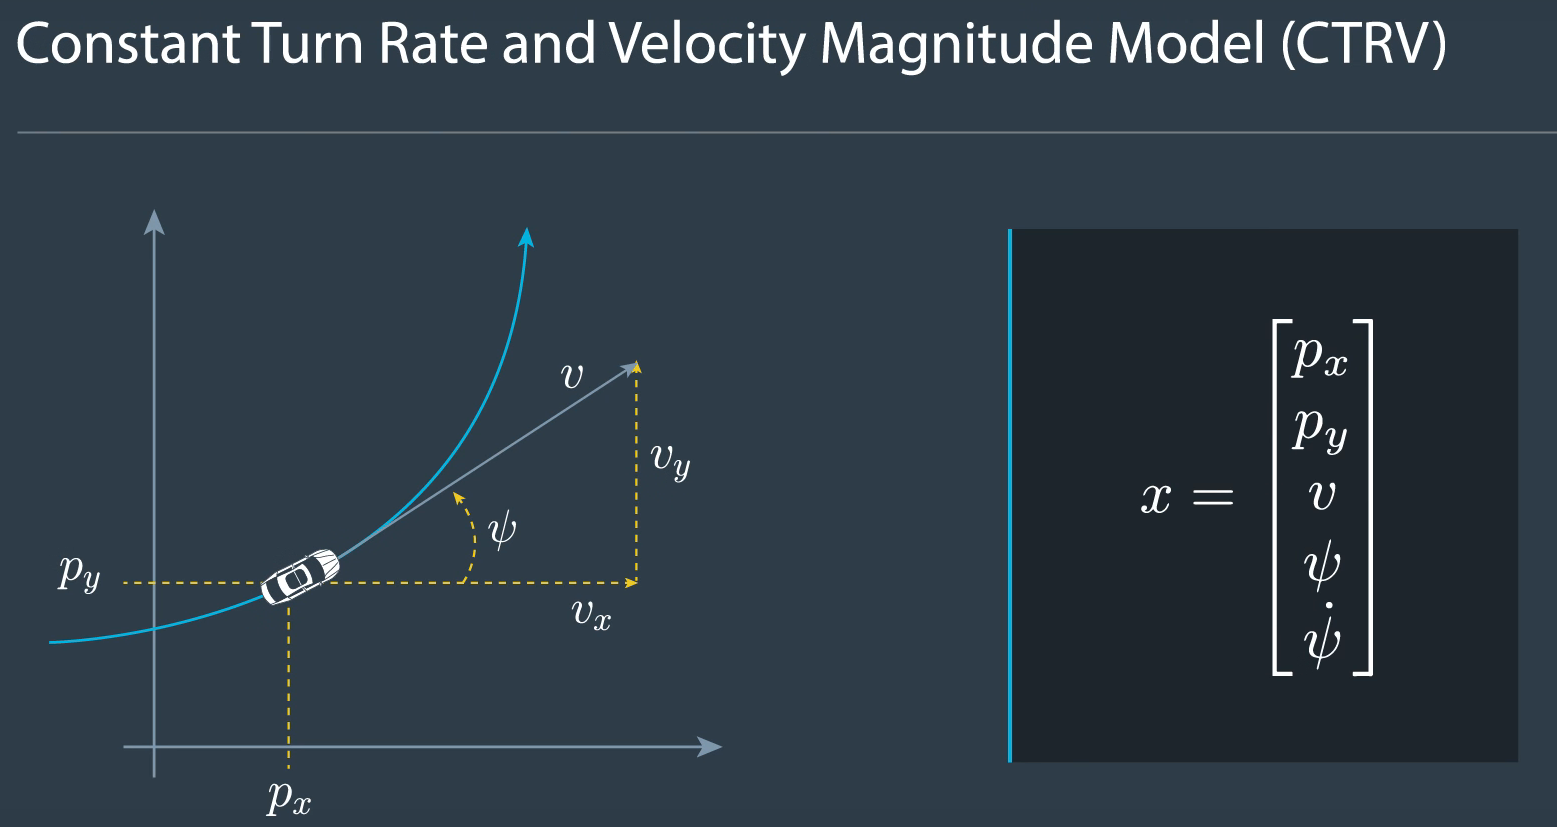 Constant Turn Rate and Velocity Magnitude Model (CTRV)
v
v_y
ψ
p_y
v_x
p_x
x = [p_x
p_y
v
ψ
ψ̇]